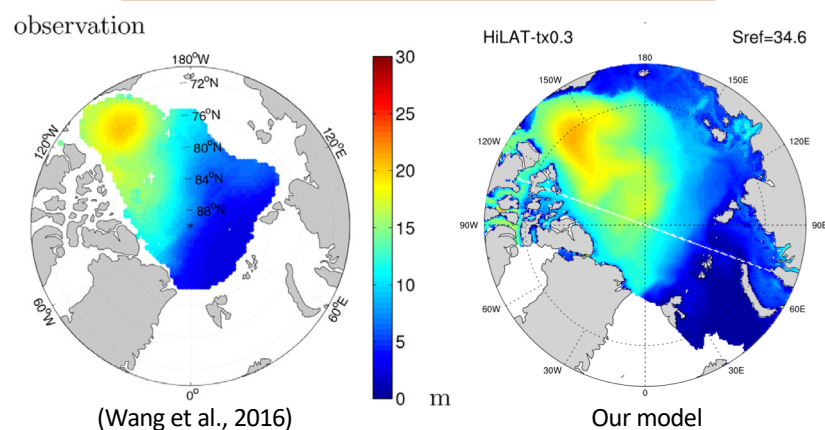 observation
180°W
72°N
76°N
80°N
84°N
88°N
120°W
120°E
60°W
60°E
0°
30
25
20
15
10
5
0
m
(Wang et al., 2016)
HiLAT-tx0.3
Sref=34.6
180
150W
150E
120W
120E
90W
90E
60W
60E
30W
30E
0
Our model